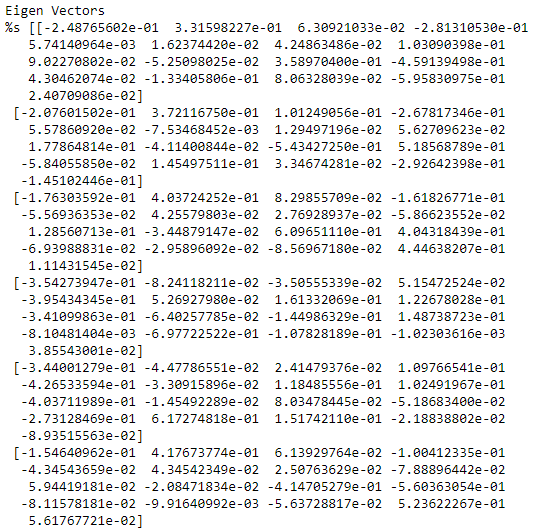 Eigen Vectors
%s [[-2.48765602e-01 3.31598227e-01 6.30921033e-02 -2.81310530e-01
5.74140964e-03 1.62374420e-02 4.24863486e-02 1.03090398e-01
9.02270802e-02 -5.25098025e-02 3.58970400e-01 -4.59139498e-01
4.30462074e-02 -1.33405806e-01 8.06328039e-02 -5.95830975e-01
2.40709086e-02]
[-2.07601502e-01 3.72116750e-01 1.01249056e-01 -2.67817346e-01
5.57860920e-02 -7.53468452e-03 1.29497196e-02 5.62709623e-02
1.77864814e-01 -4.11400844e-02 -5.43427250e-01 5.18568789e-01
-5.84055850e-02 1.45497511e-01 3.34674281e-02 -2.92642398e-01
-1.45102446e-01]
[-1.76303592e-01 4.03724252e-01 8.29855709e-02 -1.61826771e-01
-5.56936353e-02 4.25579803e-02 2.76928937e-02 -5.86623552e-02
1.28560713e-01 -3.44879147e-02 6.09651110e-01 4.04318439e-01
-6.93988831e-02 -2.95896092e-02 -8.56967180e-02 4.44638207e-01
1.11431545e-02]
[-3.54273947e-01 -8.24118211e-02 -3.50555339e-02 5.15472524e-02
-3.95434345e-01 5.26927980e-02 1.61332069e-01 1.22678028e-01
-3.41099863e-01 -6.40257785e-02 -1.44986329e-01 1.48738723e-01
-8.10481404e-03 -6.97722522e-01 -1.07828189e-01 -1.02303616e-03
3.85543001e-02]
[-3.44001279e-01 -4.47786551e-02 2.41479376e-02 1.09766541e-01
-4.26533594e-01 -3.30915896e-02 1.18485556e-01 1.02491967e-01
-4.03711989e-01 -1.45492289e-02 8.03478445e-02 -5.18683400e-02
-2.73128469e-01 6.17274818e-01 1.51742110e-01 -2.18838802e-02
-8.93515563e-02]
[-1.54640962e-01 4.17673774e-01 6.13929764e-02 -1.00412335e-01
-4.34543659e-02 4.34542349e-02 2.50763629e-02 -7.88896442e-02
5.94419181e-02 -2.08471834e-02 -4.14705279e-01 -5.60363054e-01
-8.11578181e-02 -9.91640992e-03 -5.63728817e-02 5.23622267e-01
5.61767721e-02]